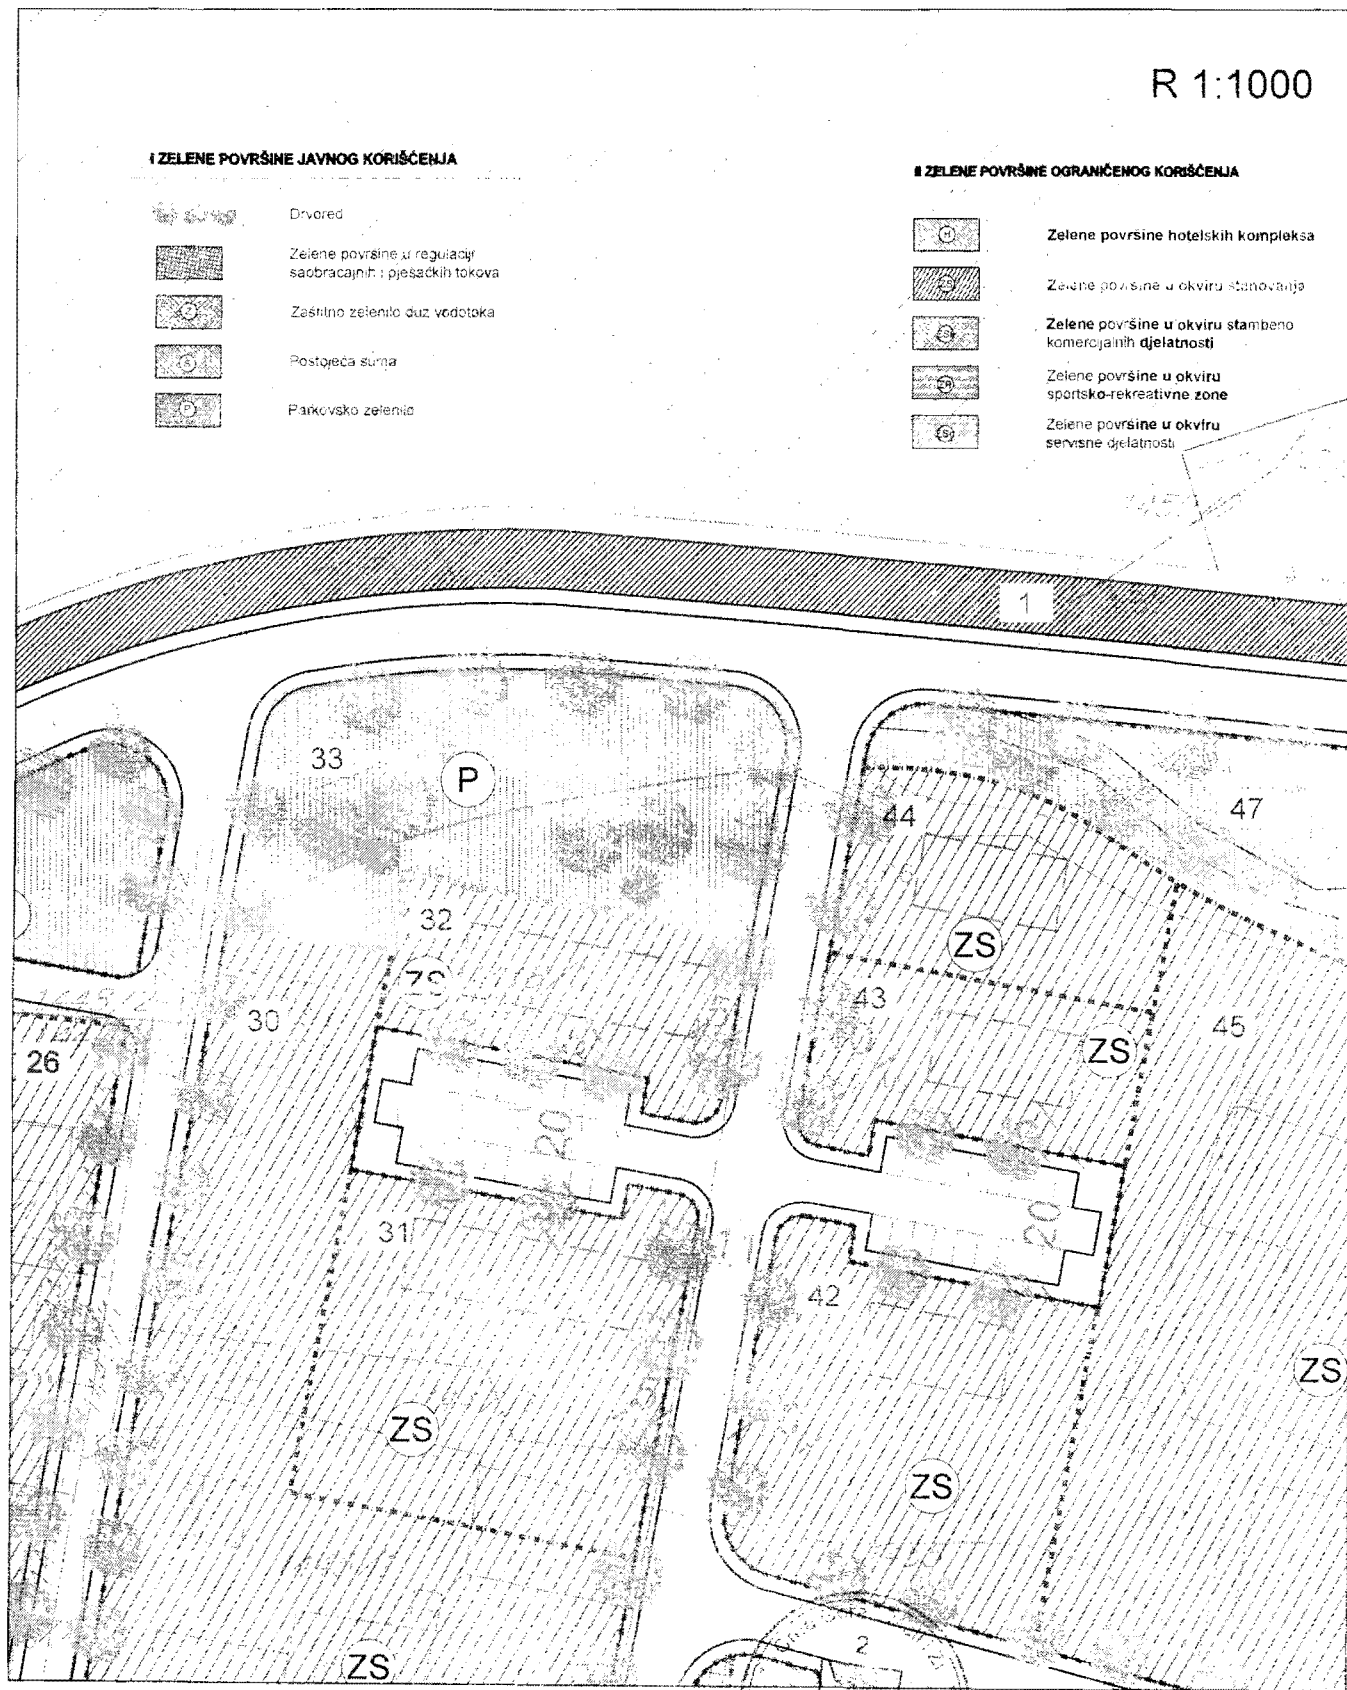 R 1:1000
I ZELENE POVRŠINE JAVNOG KORIŠĆENJA
Drvored
Zelene površine u regulaciji
saobraćajnih i pješačkih tokova
Z
Zaštitno zelenilo duž vodotoka
Š
Postojeća šuma
P
Parkovsko zelenilo
II ZELENE POVRŠINE OGRANIČENOG KORIŠĆENJA
H
Zelene površine hotelskih kompleksa
ZS
Zelene površine u okviru stanovanja
Zelene površine u okviru stambeno
komercijalnih djelatnosti
ZR
Zelene površine u okviru
sportsko-rekreativne zone
Zelene površine u okviru
servisne djelatnosti
1
33
P
44
47
32
ZS
ZS
43
30
ZS
45
26
20
20
31
42
ZS
ZS
ZS
2
ZS